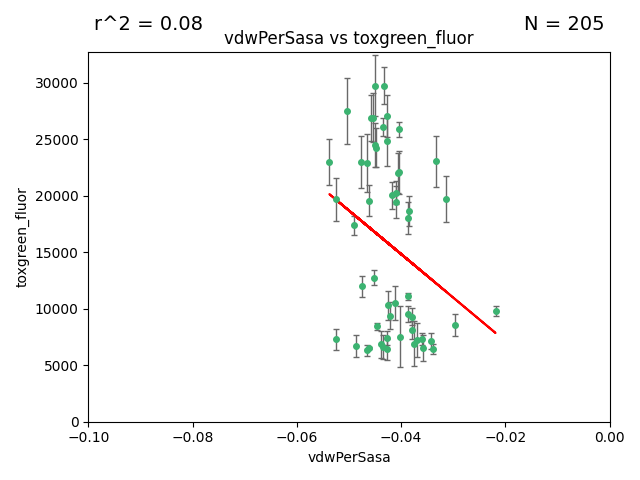 r^2 = 0.08
N = 205
vdwPerSasa vs toxgreen_fluor
30000
25000
20000
15000
10000
5000
0
toxgreen_fluor
−0.10
−0.08
−0.06
−0.04
−0.02
0.00
vdwPerSasa